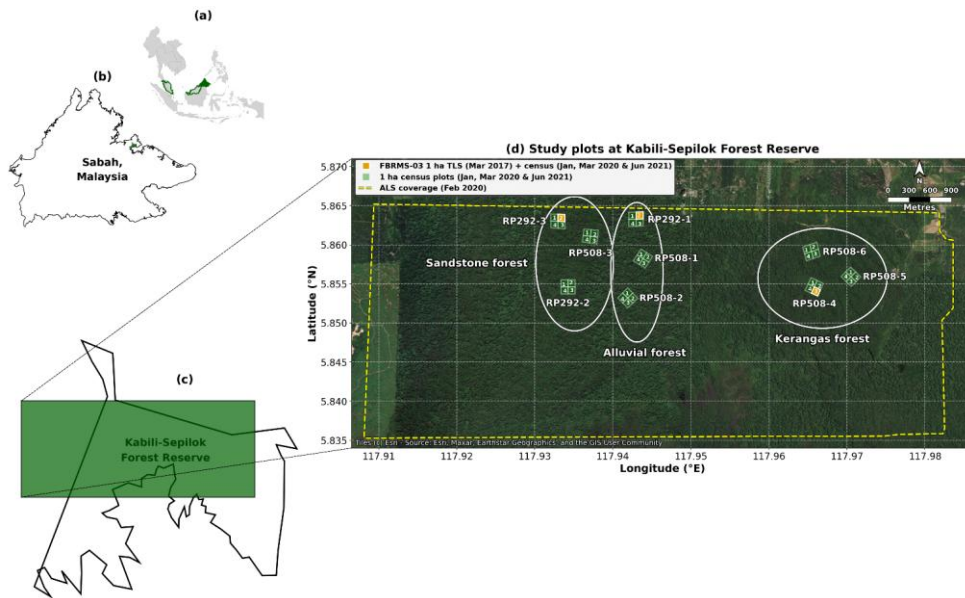 (a)
(b)
Sabah,
Malaysia
(c)
Kabili-Sepilok
Forest Reserve
(d) Study plots at Kabili-Sepilok Forest Reserve
FBRMS-03 1 ha TLS (Mar 2017) + census (Jan, Mar 2020 & Jun 2021)
1 ha census plots (Jan, Mar 2020 & Jun 2021)
ALS coverage (Feb 2020)
N
0 300 600 900
Metres
RP292-3
RP292-1
RP508-3
RP508-1
Sandstone forest
RP292-2
RP508-2
Alluvial forest
RP508-6
RP508-5
RP508-4
Kerangas forest
Tiles (C) Esri - Source: Esri, Maxar, Earthstar Geographics, and the GIS User Community
5.871
5.865
5.860
5.855
5.850
5.845
5.840
5.835
Latitude (°N)
117.91 117.92 117.93 117.94 117.95 117.96 117.97 117.98
Longitude (°E)